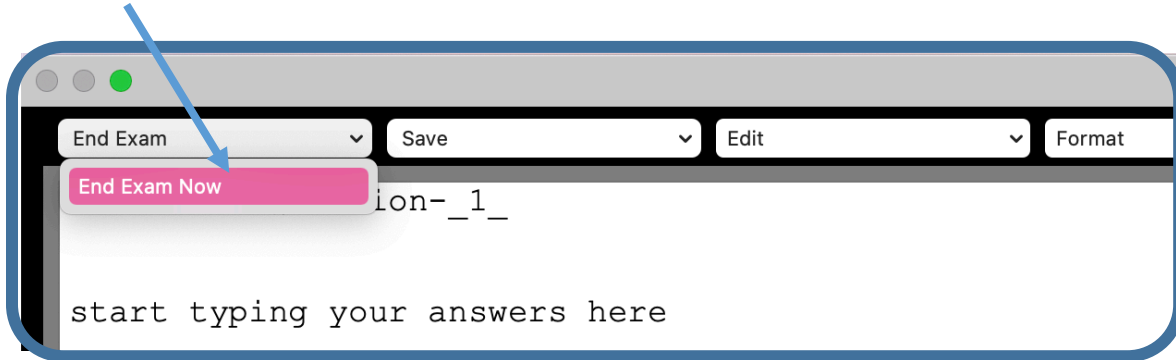 End Exam Save Edit Format
End Exam Now
ion-_1_
start typing your answers here